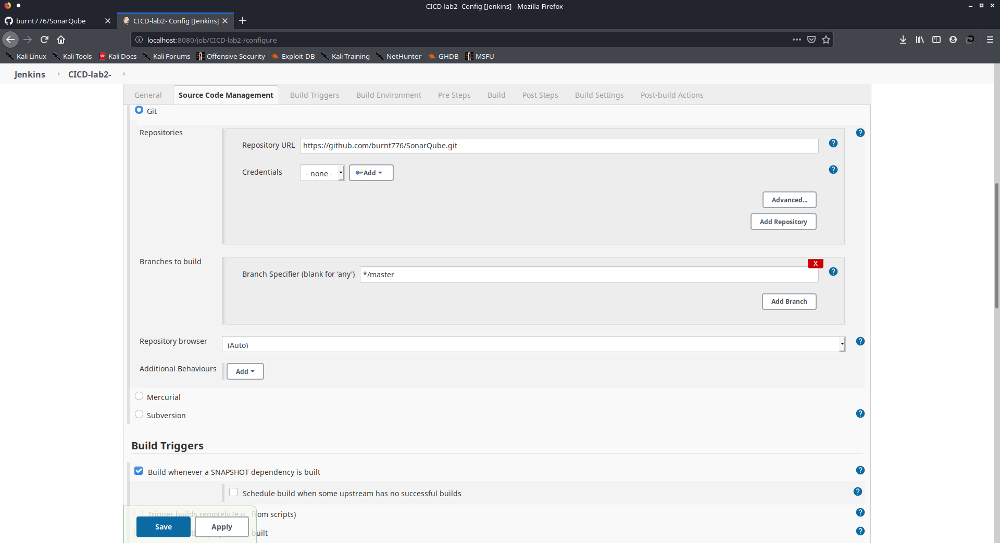 CICD-lab2- Config [Jenkins] - Mozilla Firefox
burnt776/SonarQube
CICD-lab2- Config [Jenkins]
localhost:8080/job/CICD-lab2-/configure
Kali Linux Kali Tools Kali Docs Kali Forums Offensive Security Exploit-DB Kali Training NetHunter GHDB MSFU
Jenkins CICD-lab2-
General Source Code Management Build Triggers Build Environment Pre Steps Build Post Steps Build Settings Post-build Actions
Git
Repositories
Repository URL https://github.com/burnt776/SonarQube.git
Credentials - none - Add
Advanced...
Add Repository
Branches to build
X
Branch Specifier (blank for 'any') */master
Add Branch
Repository browser (Auto)
Additional Behaviours Add
Mercurial
Subversion
Build Triggers
Build whenever a SNAPSHOT dependency is built
Schedule build when some upstream has no successful builds
Trigger builds remotely (e.g., from scripts)
Save Apply
built